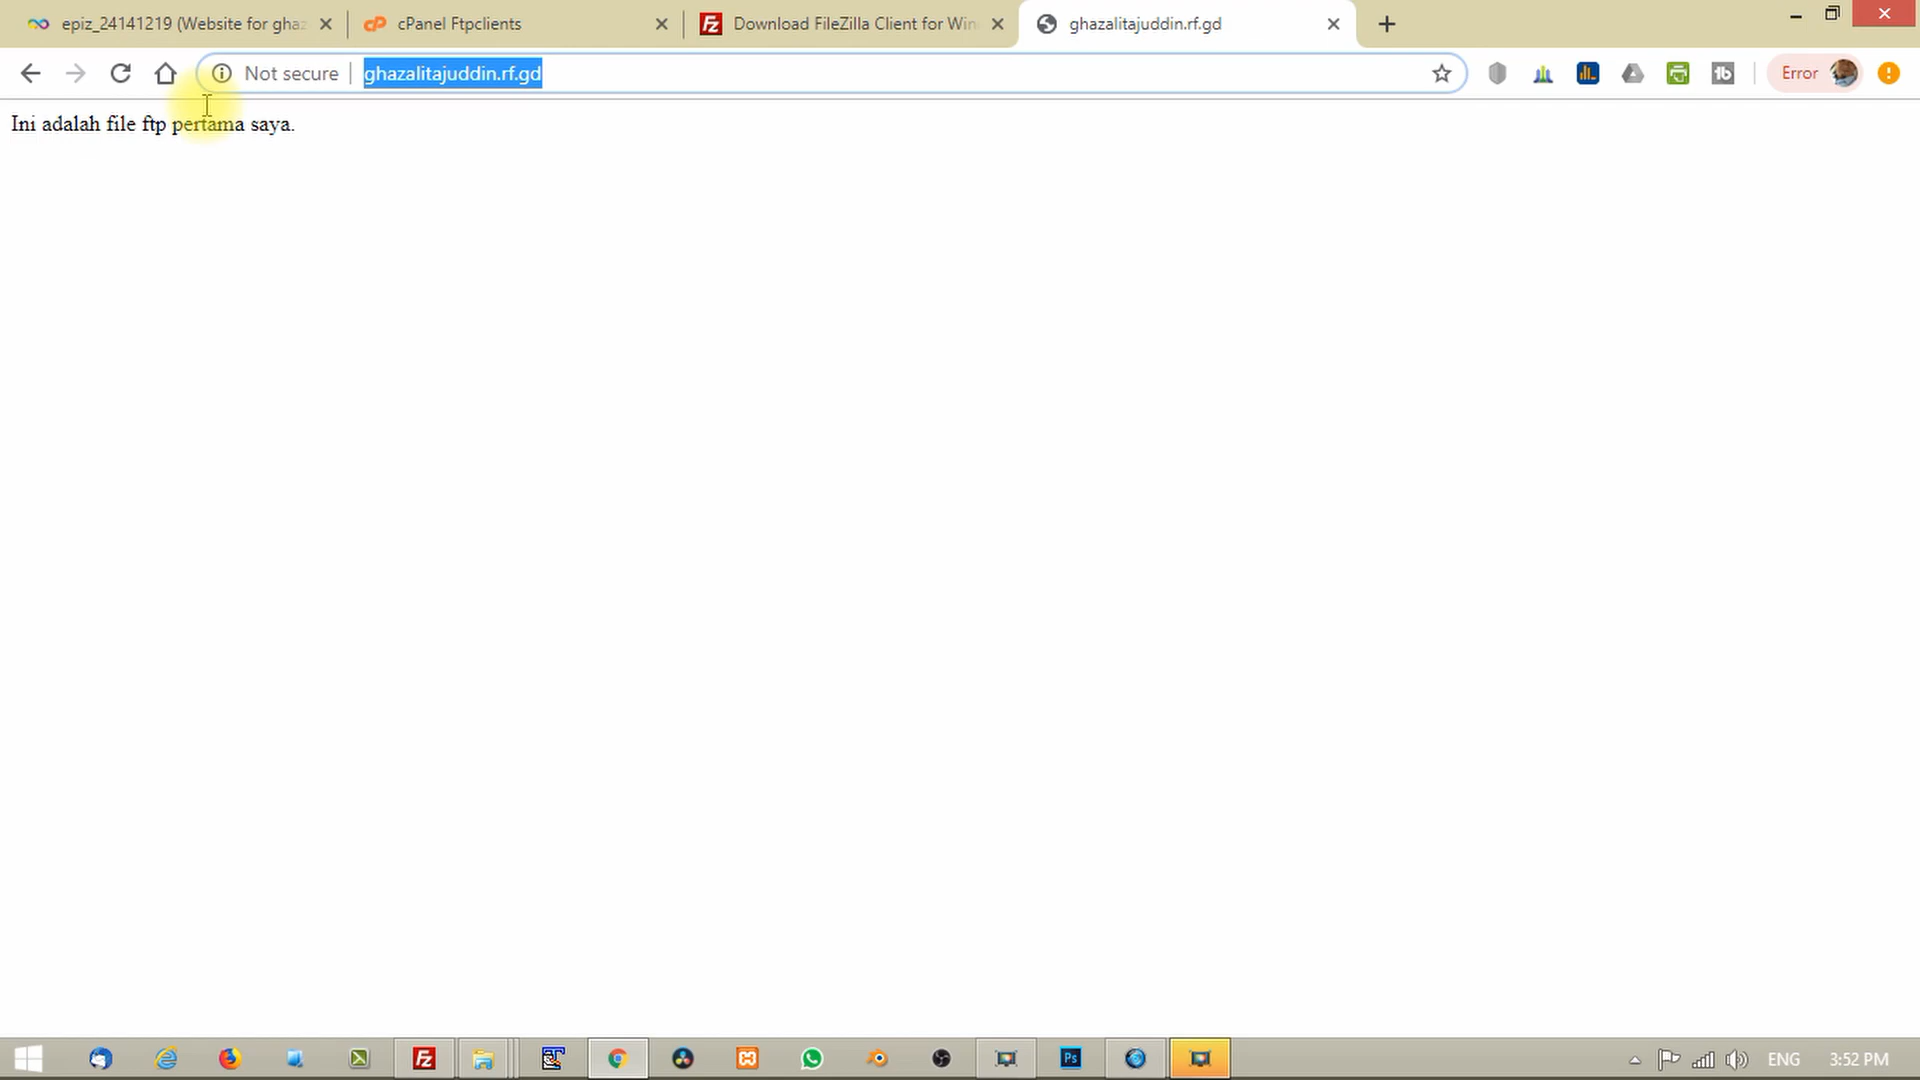 epiz_24141219 (Website for ghaz
cPanel Ftpclients
Download FileZilla Client for Win
ghazalitajuddin.rf.gd
Not secure
ghazalitajuddin.rf.gd
Error
Ini adalah file ftp pertama saya.
ENG
3:52 PM